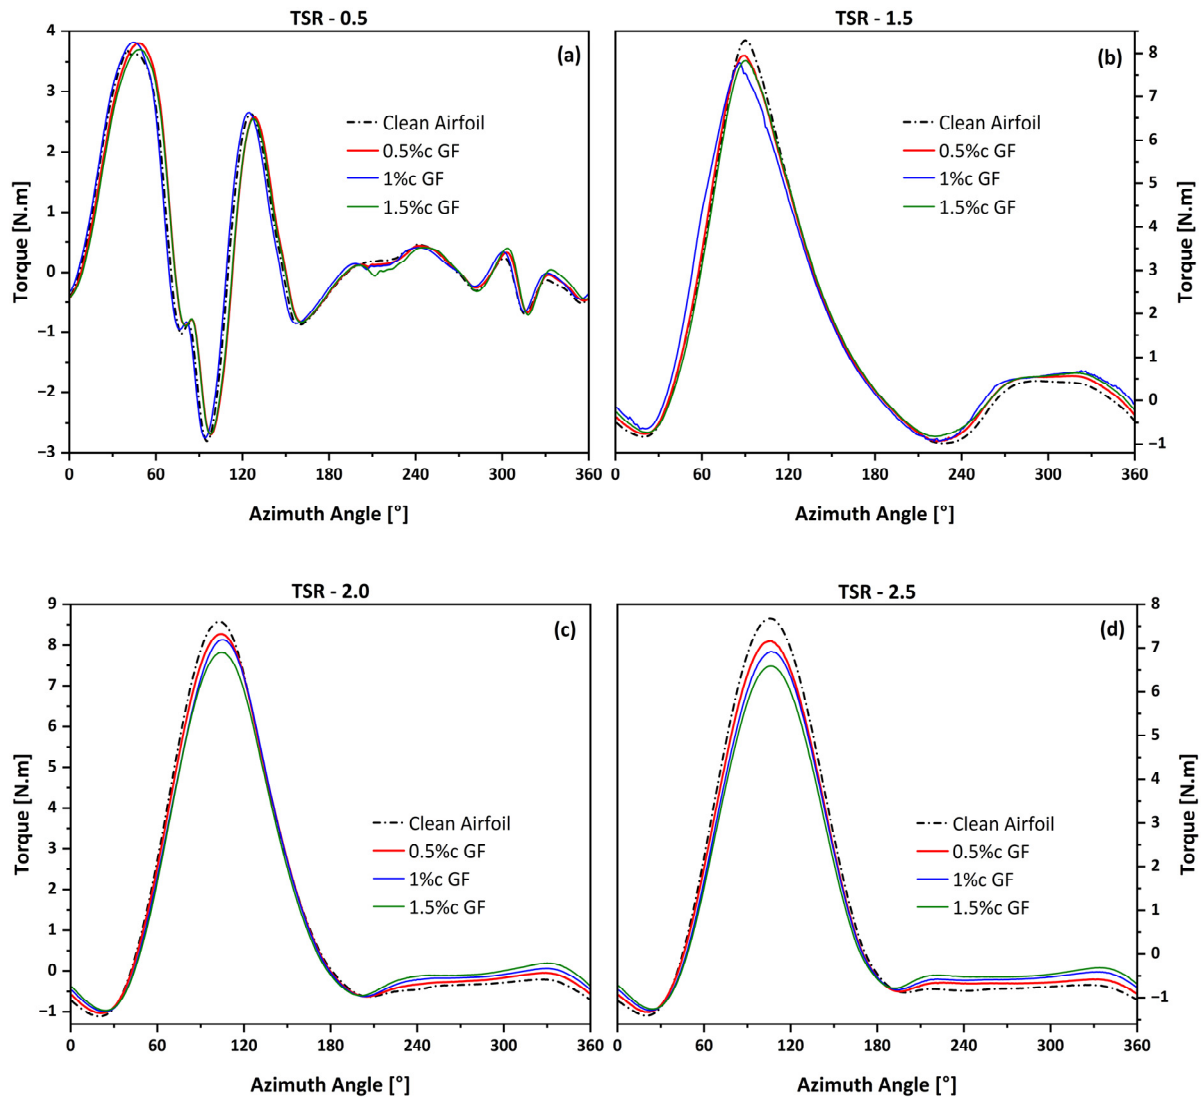 TSR - 0.5
(a)
4
3
2
1
0
−1
−2
−3
Torque [N.m]
Clean Airfoil
0.5%c GF
1%c GF
1.5%c GF
0 60 120 180 240 300 360
Azimuth Angle [°]
TSR - 1.5
(b)
8
7
6
5
4
3
2
1
0
−1
Torque [N.m]
Clean Airfoil
0.5%c GF
1%c GF
1.5%c GF
0 60 120 180 240 300 360
Azimuth Angle [°]
TSR - 2.0
(c)
9
8
7
6
5
4
3
2
1
0
−1
Torque [N.m]
Clean Airfoil
0.5%c GF
1%c GF
1.5%c GF
0 60 120 180 240 300 360
Azimuth Angle [°]
TSR - 2.5
(d)
8
7
6
5
4
3
2
1
0
−1
Torque [N.m]
Clean Airfoil
0.5%c GF
1%c GF
1.5%c GF
0 60 120 180 240 300 360
Azimuth Angle [°]